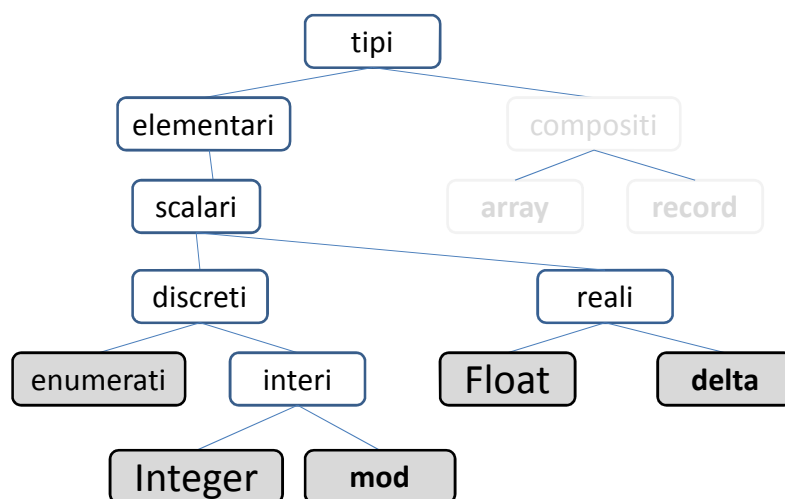 tipi
elementari
compositi
scalari
array
record
discreti
reali
enumerati
interi
Float
delta
Integer
mod